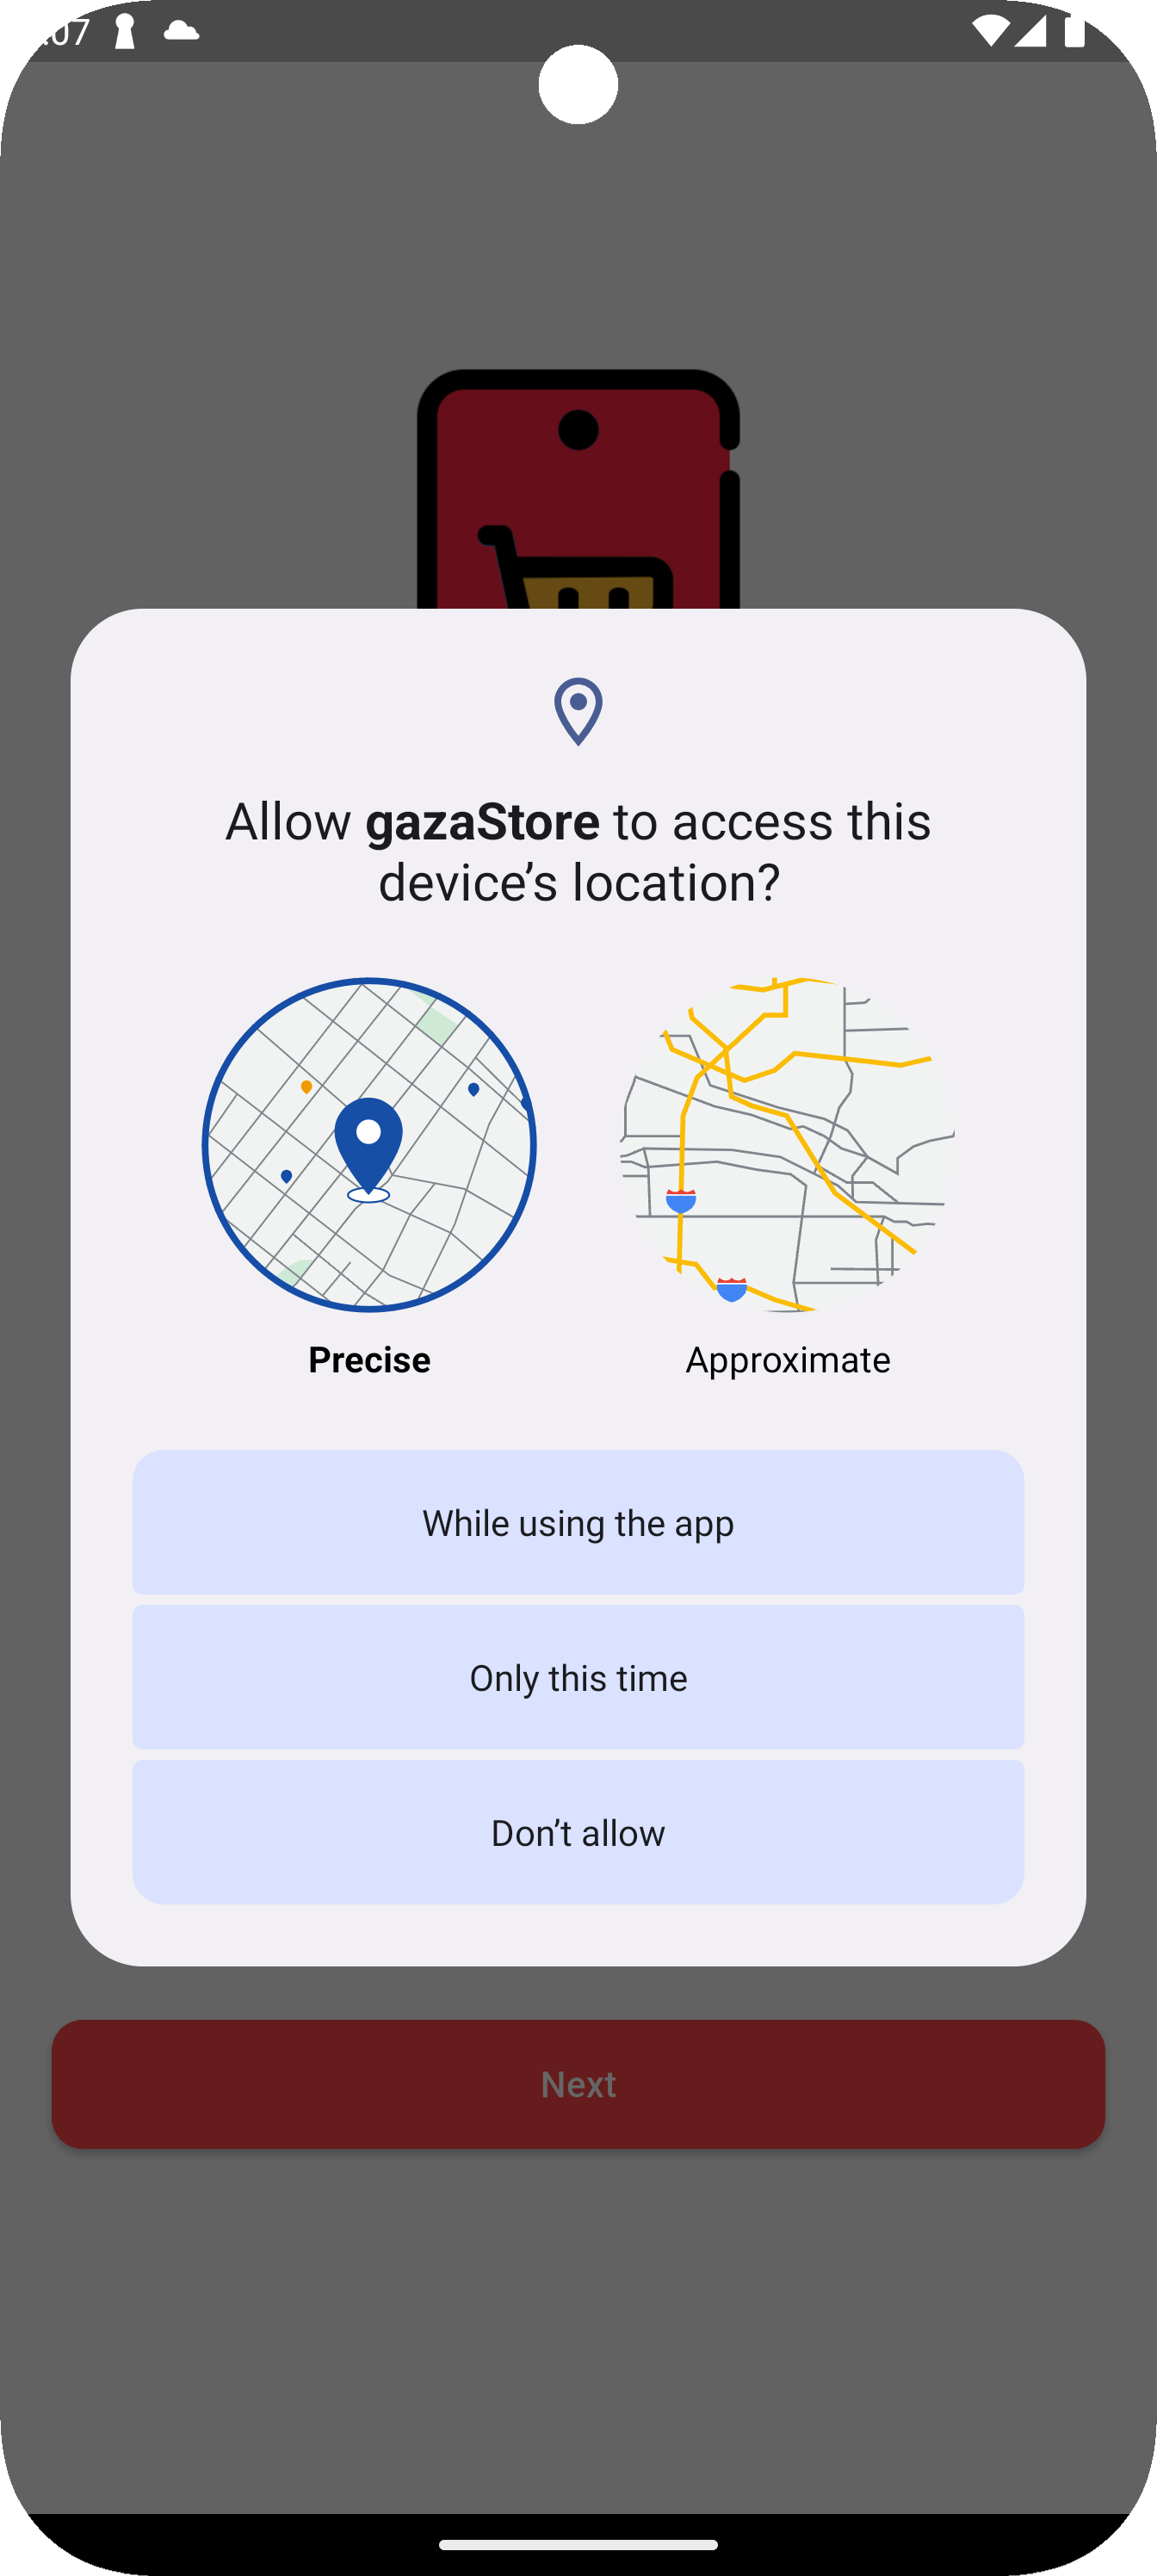 Allow gazaStore to access this
device’s location?
Precise
Approximate
While using the app
Only this time
Don’t allow
Next